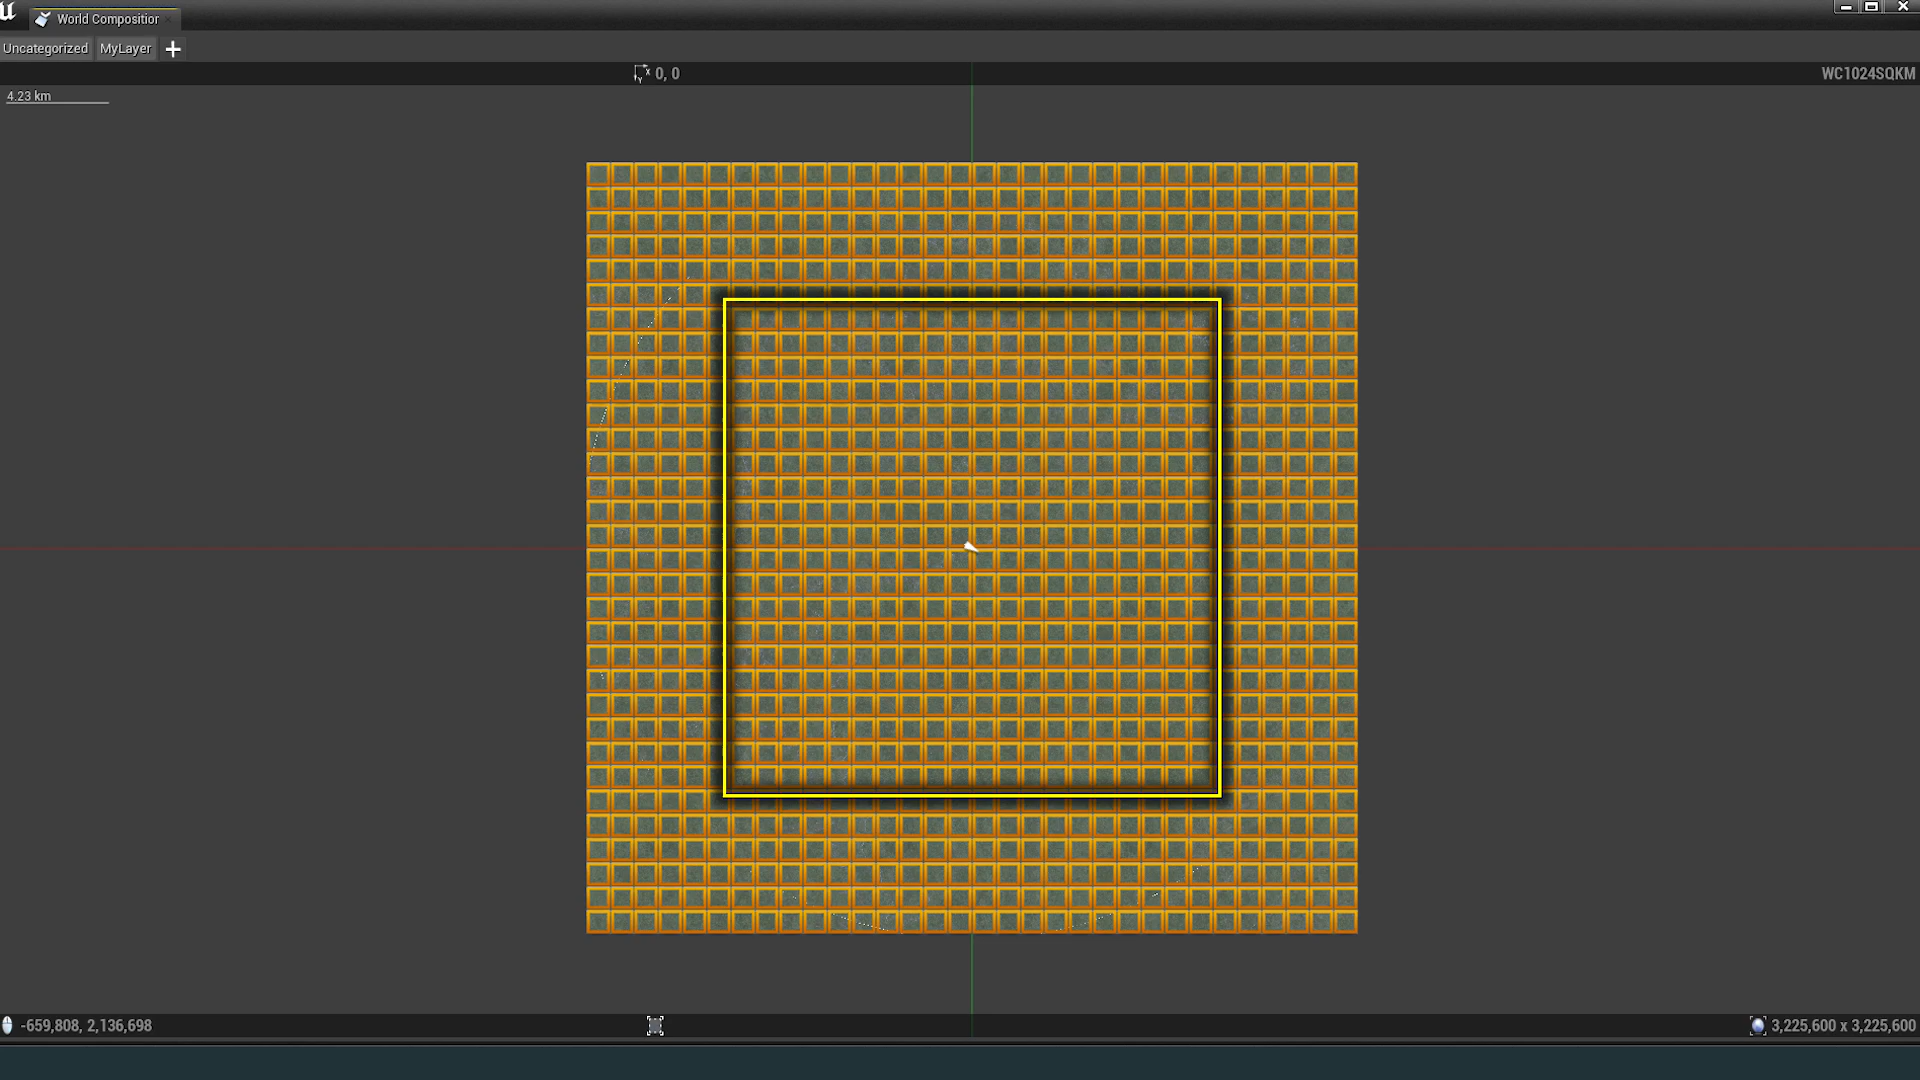 World Compositior
Uncategorized MyLayer +
0, 0
WC1024SQKM
4.23 km
-659,808, 2,136,698
3,225,600 x 3,225,600